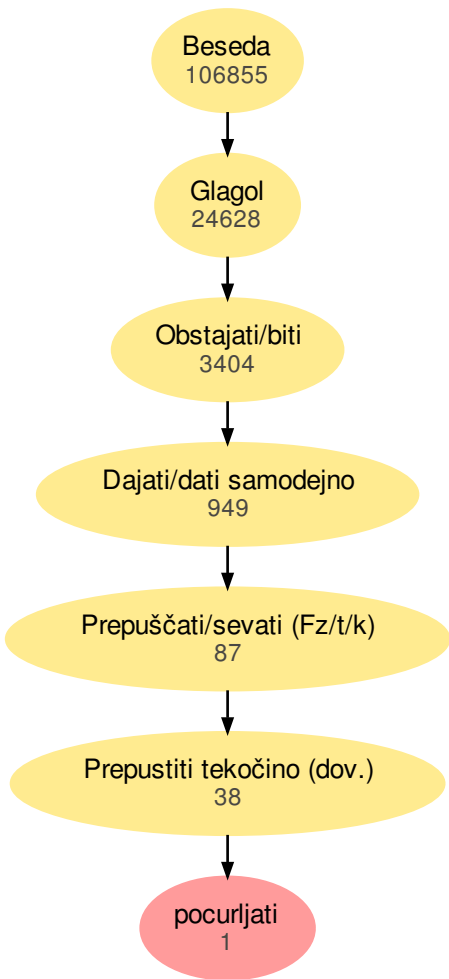 Beseda
106855
Glagol
24628
Obstajati/biti
3404
Dajati/dati samodejno
949
Prepuščati/sevati (Fz/t/k)
87
Prepustiti tekočino (dov.)
38
pocurljati
1